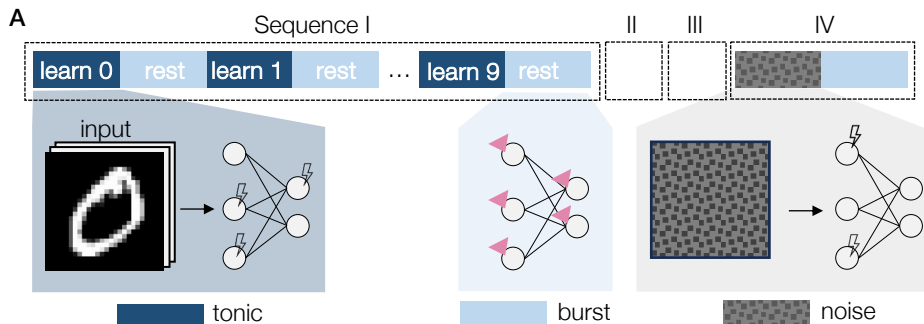 A
Sequence I II III IV
learn 0 rest learn 1 rest ... learn 9 rest
input
tonic burst noise